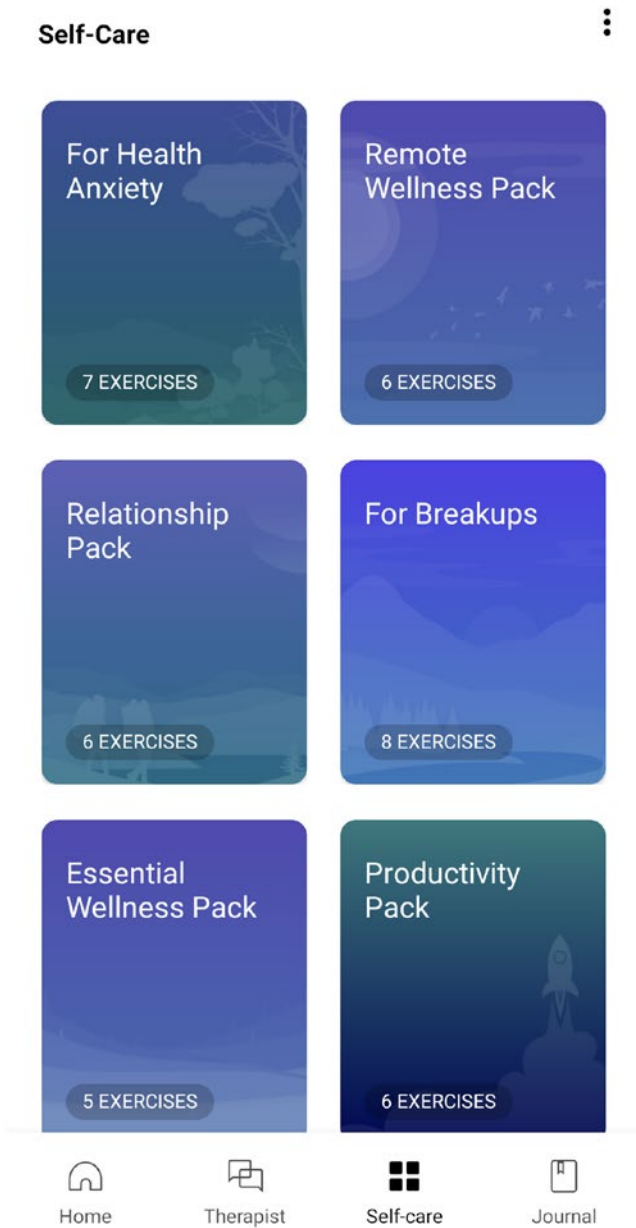 Self-Care
For Health
Anxiety
7 EXERCISES
Remote
Wellness Pack
6 EXERCISES
Relationship
Pack
6 EXERCISES
For Breakups
8 EXERCISES
Essential
Wellness Pack
5 EXERCISES
Productivity
Pack
6 EXERCISES
Home
Therapist
Self-care
Journal